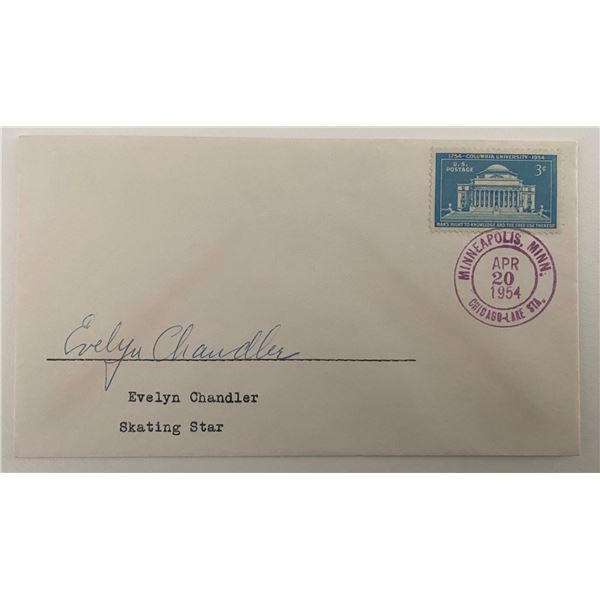 1754 · COLUMBIA UNIVERSITY · 1954
U.S. POSTAGE
3¢
MAN'S RIGHT TO KNOWLEDGE AND THE FREE USE THEREOF
MINNEAPOLIS, MINN.
APR
20
1954
CHICAGO-LAKE STA.
Evelyn Chandler
Evelyn Chandler
Skating Star